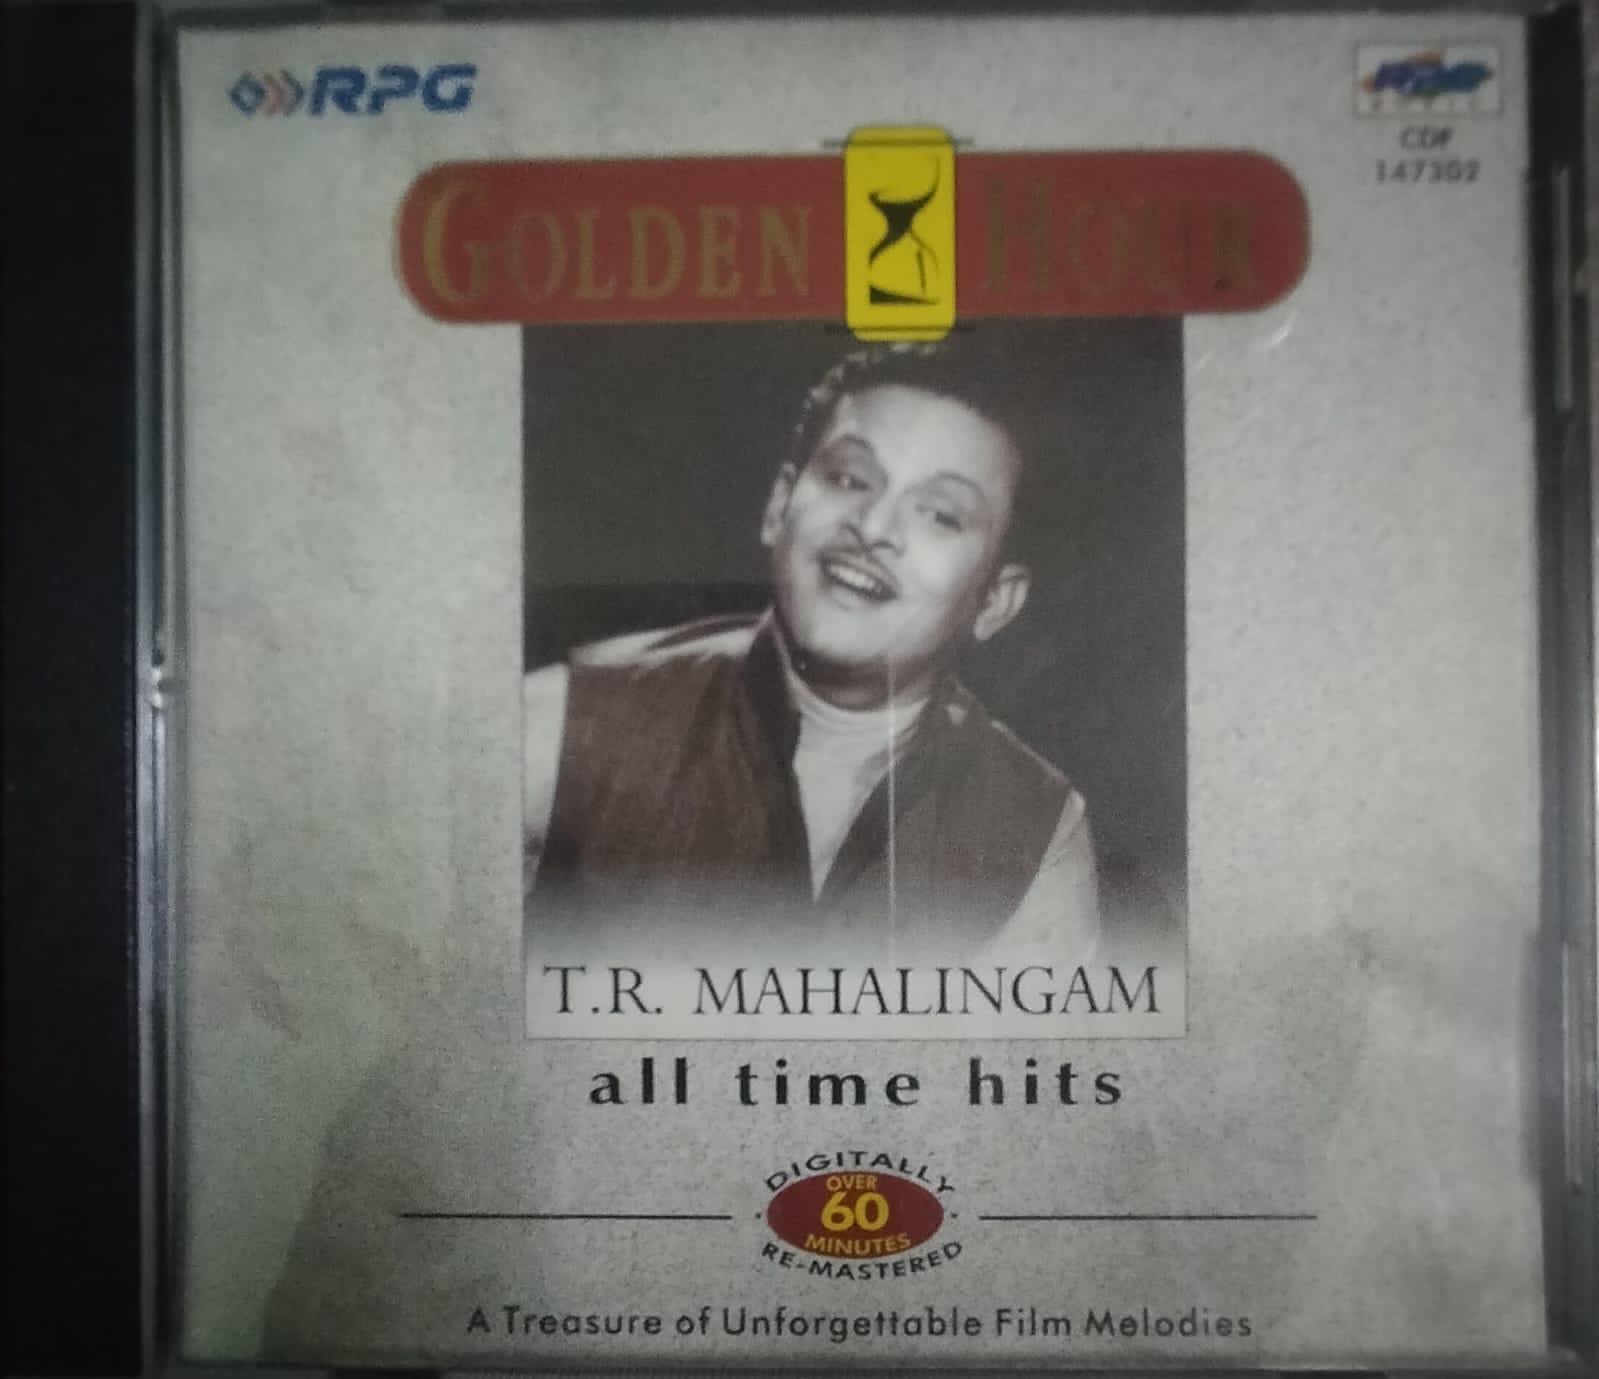 RPG
CDF
147302
GOLDEN HOUR
T.R. MAHALINGAM
all time hits
DIGITALLY
OVER
60
MINUTES
RE-MASTERED
A Treasure of Unforgettable Film Melodies